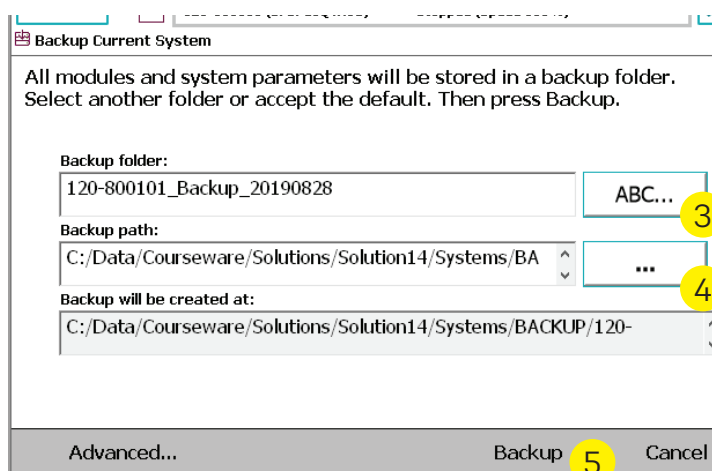 Backup Current System
All modules and system parameters will be stored in a backup folder.
Select another folder or accept the default. Then press Backup.
Backup folder:
120-800101_Backup_20190828
ABC...
3
Backup path:
C:/Data/Courseware/Solutions/Solution14/Systems/BA
...
4
Backup will be created at:
C:/Data/Courseware/Solutions/Solution14/Systems/BACKUP/120-
Advanced...
Backup
5
Cancel